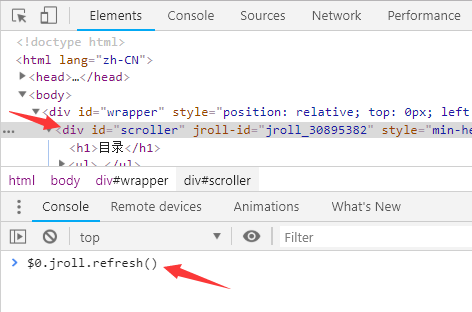 Elements Console Sources Network Performance
<!doctype html>
<html lang="zh-CN">
<head>…</head>
<body>
<div id="wrapper" style="position: relative; top: 0px; left
… <div id="scroller" jroll-id="jroll_30895382" style="min-he
<h1>目录</h1>
<ul>…</ul>
html body div#wrapper div#scroller
Console Remote devices Animations What's New
top Filter
> $0.jroll.refresh()